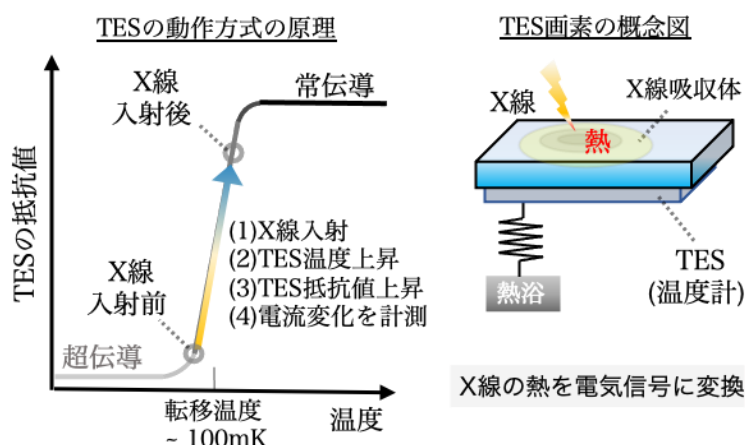 TESの動作方式の原理
X線
入射後
常伝導
TESの抵抗値
(1)X線入射
(2)TES温度上昇
(3)TES抵抗値上昇
(4)電流変化を計測
X線
入射前
超伝導
転移温度
~ 100mK
温度
TES画素の概念図
X線
X線吸収体
熱
TES
(温度計)
熱浴
X線の熱を電気信号に変換